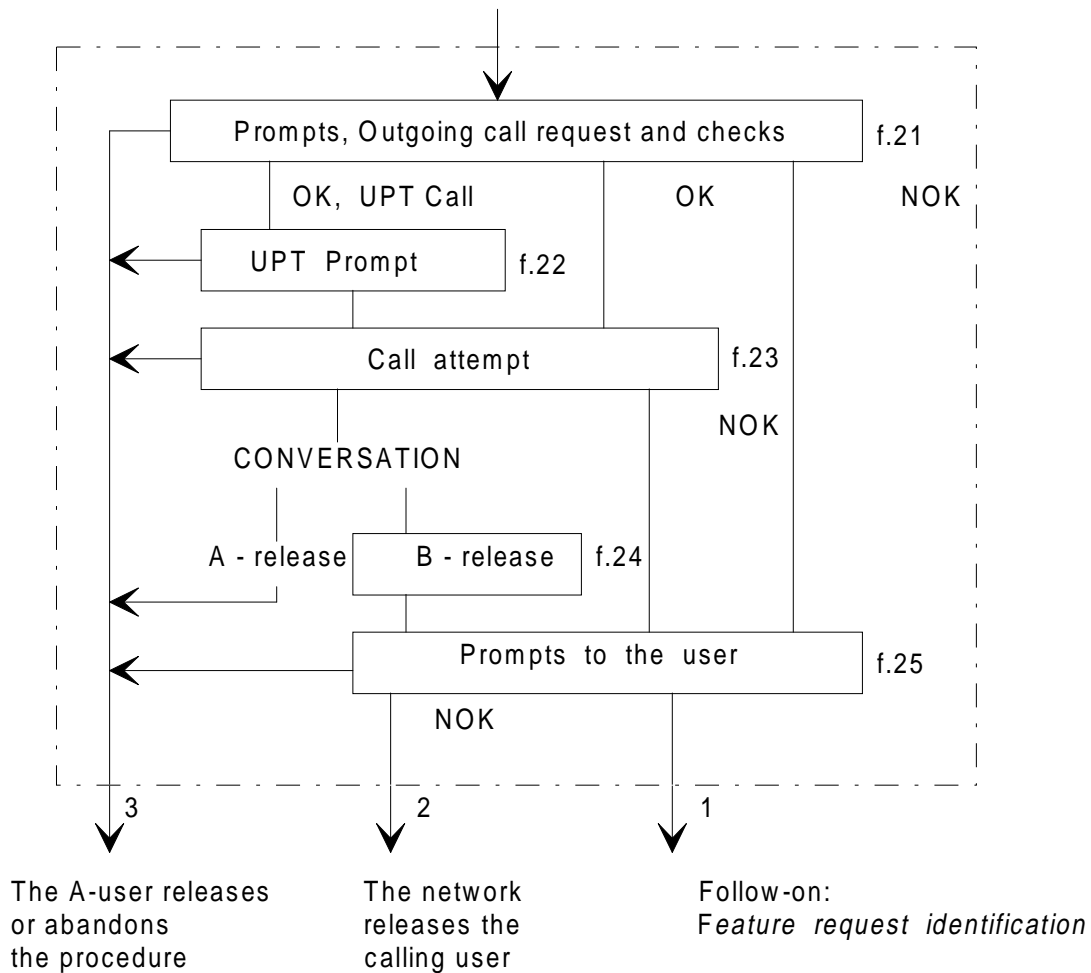 Prompts, Outgoing call request and checks
f.21
OK, UPT Call
OK
NOK
UPT Prompt
f.22
Call attempt
f.23
NOK
CONVERSATION
A - release
B - release
f.24
Prompts to the user
f.25
NOK
3
2
1
The A-user releases
or abandons
the procedure
The network
releases the
calling user
Follow-on:
Feature request identification